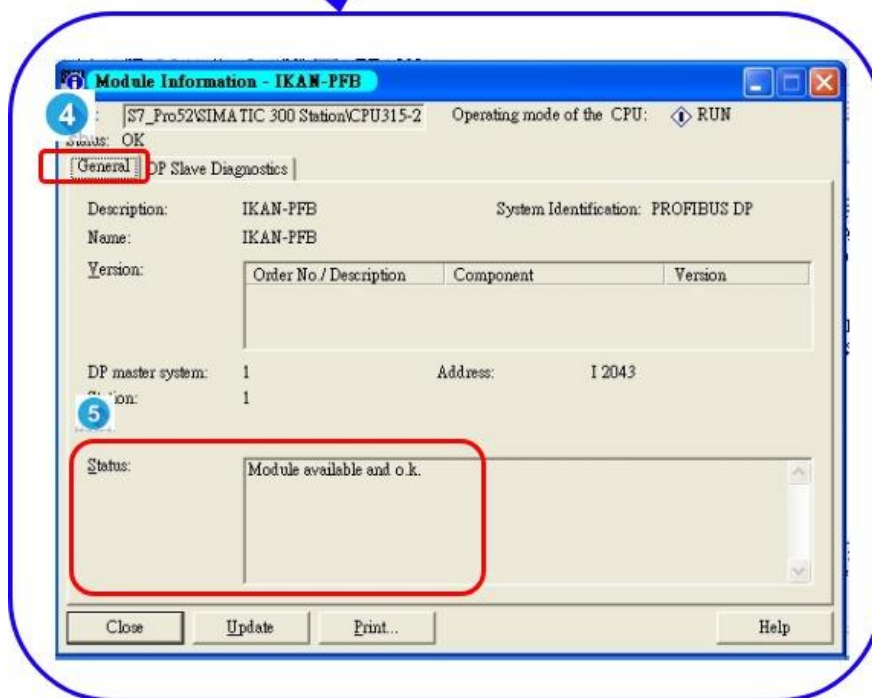 Module Information - IKAN-PFB
4
: S7_Pro52\SIMATIC 300 Station\CPU315-2 Operating mode of the CPU: RUN
Status: OK
General DP Slave Diagnostics
Description: IKAN-PFB System Identification: PROFIBUS DP
Name: IKAN-PFB
Version: Order No./ Description Component Version
DP master system: 1 Address: I 2043
Station: 1
5
Status: Module available and o.k.
Close Update Print... Help